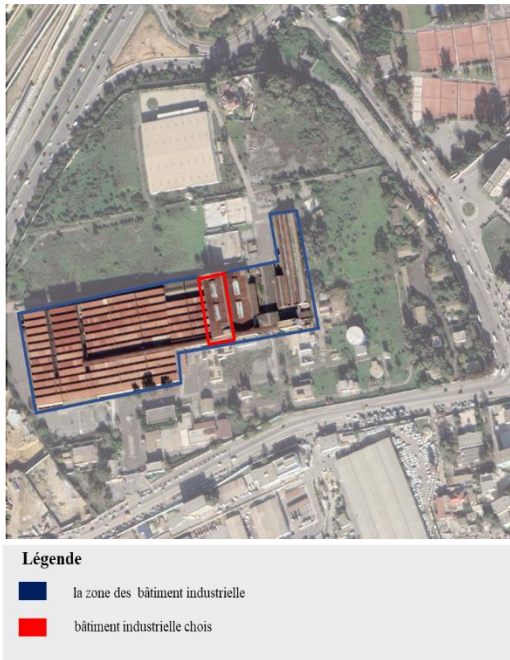 Légende
la zone des bâtiment industrielle
bâtiment industrielle chois